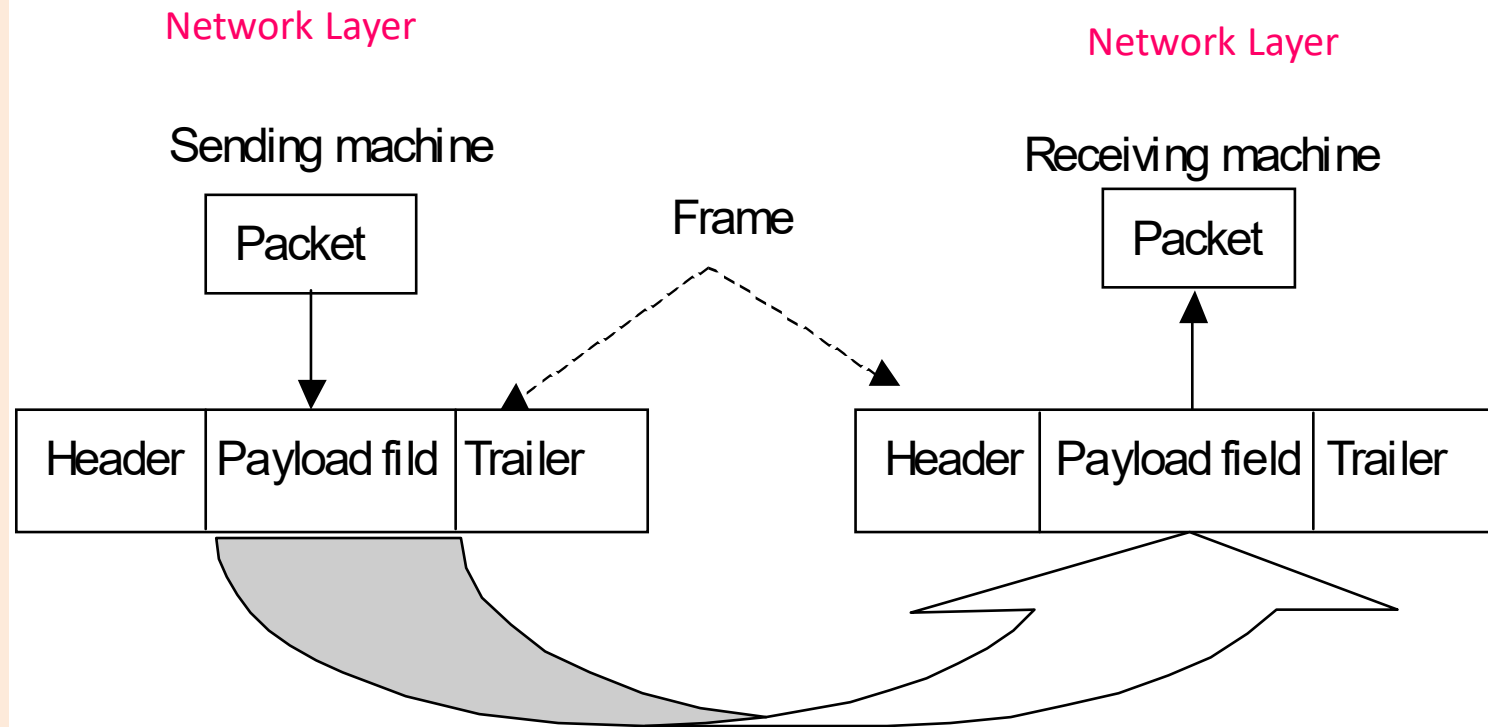 Network Layer
Network Layer
Sending machine
Receiving machine
Packet
Frame
Packet
Header Payload fild Trailer
Header Payload field Trailer